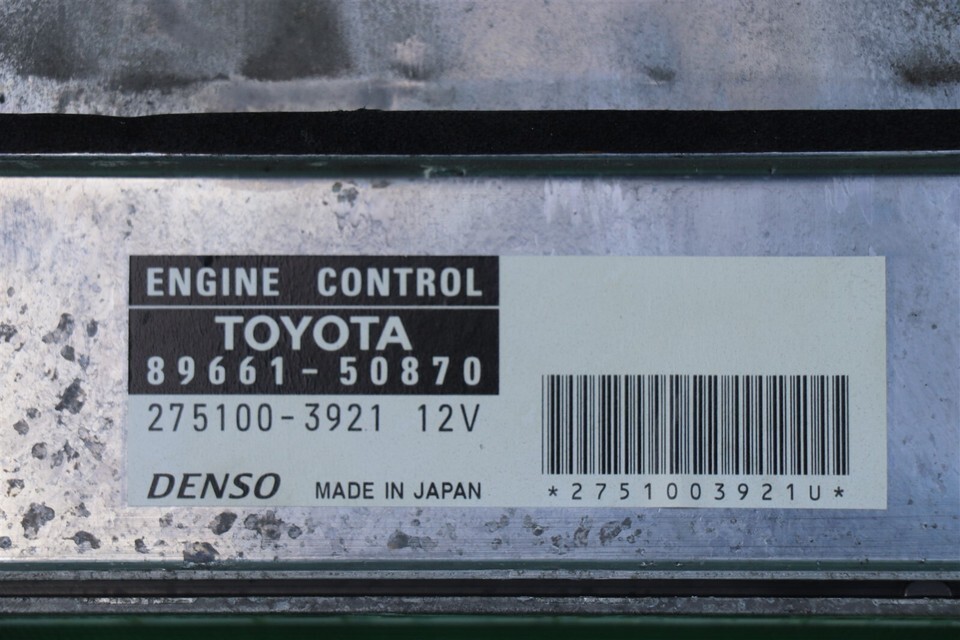 ENGINE CONTROL
TOYOTA
89661-50870
275100-3921 12V
DENSO MADE IN JAPAN
*2751003921U*